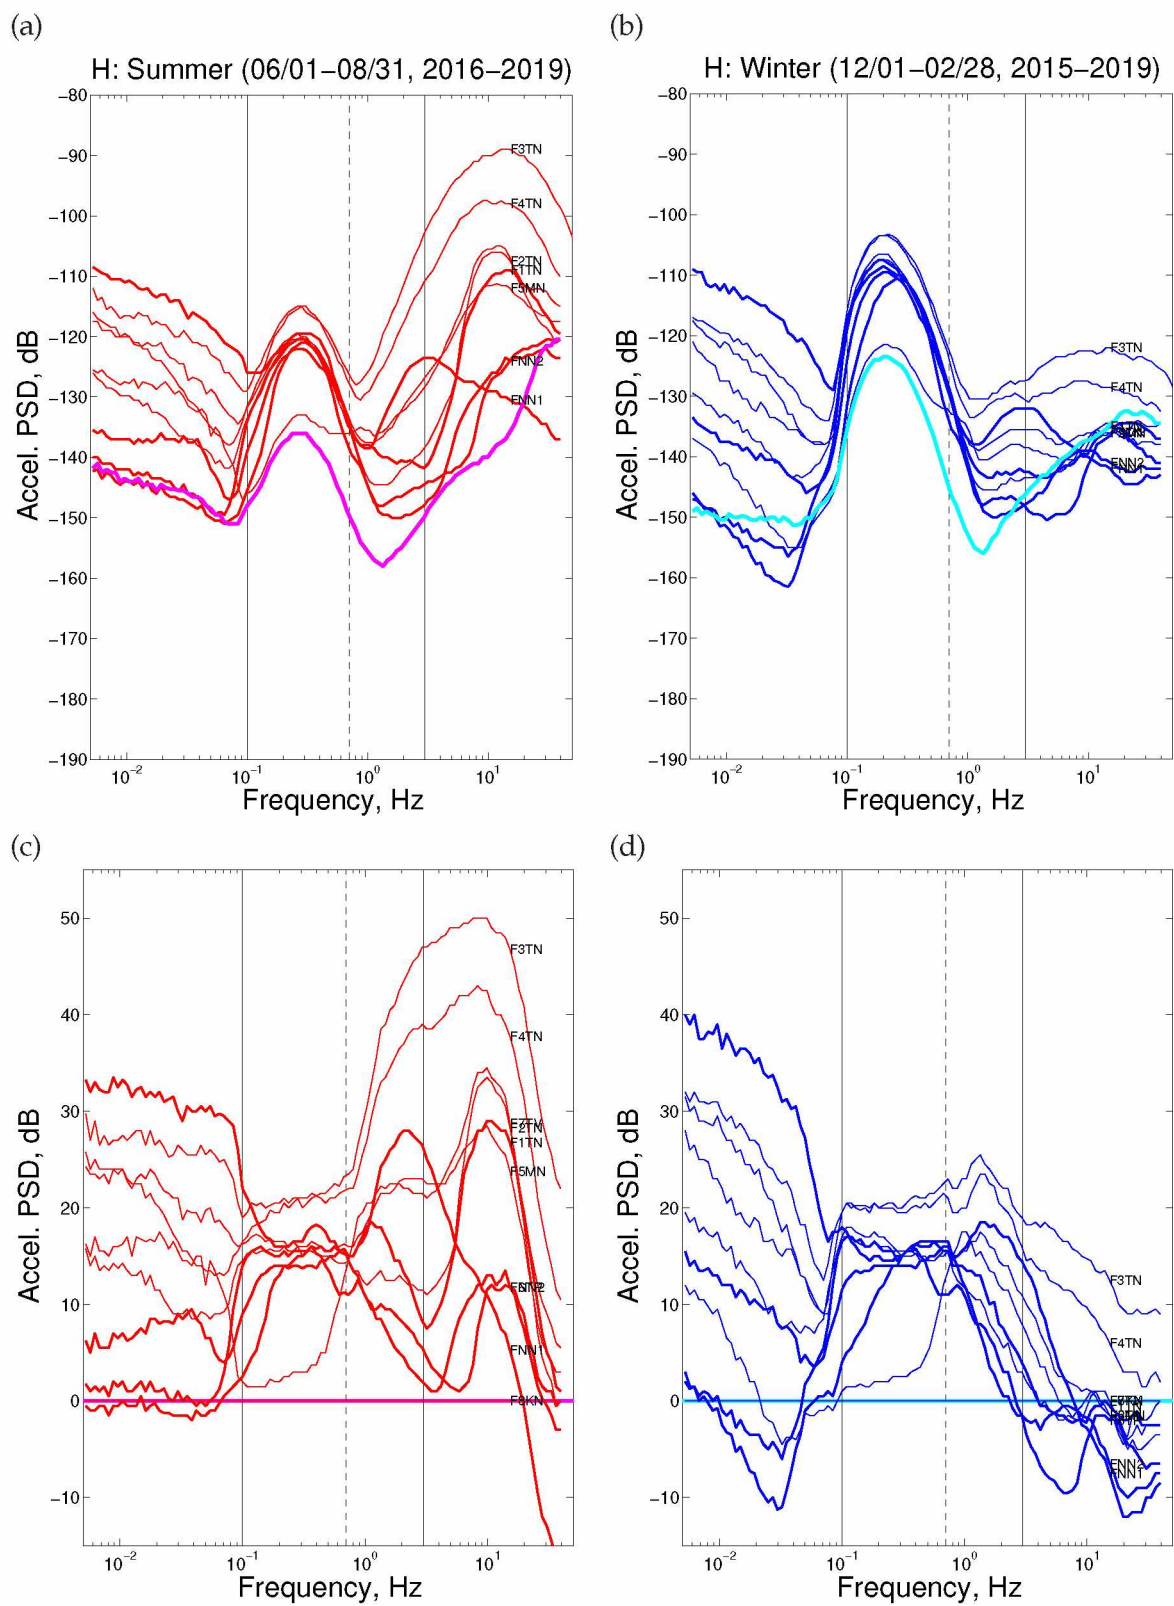 (a)
(b)
H: Summer (06/01−08/31, 2016−2019)
H: Winter (12/01−02/28, 2015−2019)
−80
−90
−100
−110
−120
−130
−140
−150
−160
−170
−180
−190
Accel. PSD, dB
F3TN
F4TN
F2TN
F1TN
F5MN
FNN2
FNN1
10−2
10−1
100
101
Frequency, Hz
−80
−90
−100
−110
−120
−130
−140
−150
−160
−170
−180
−190
Accel. PSD, dB
F3TN
F4TN
FNN2
FNN1
10−2
10−1
100
101
Frequency, Hz
(c)
(d)
50
40
30
20
10
0
−10
Accel. PSD, dB
F3TN
F4TN
F2TN
F1TN
F5MN
FNN2
FNN1
F8KN
10−2
10−1
100
101
Frequency, Hz
50
40
30
20
10
0
−10
Accel. PSD, dB
F3TN
F4TN
FNN2
FNN1
10−2
10−1
100
101
Frequency, Hz